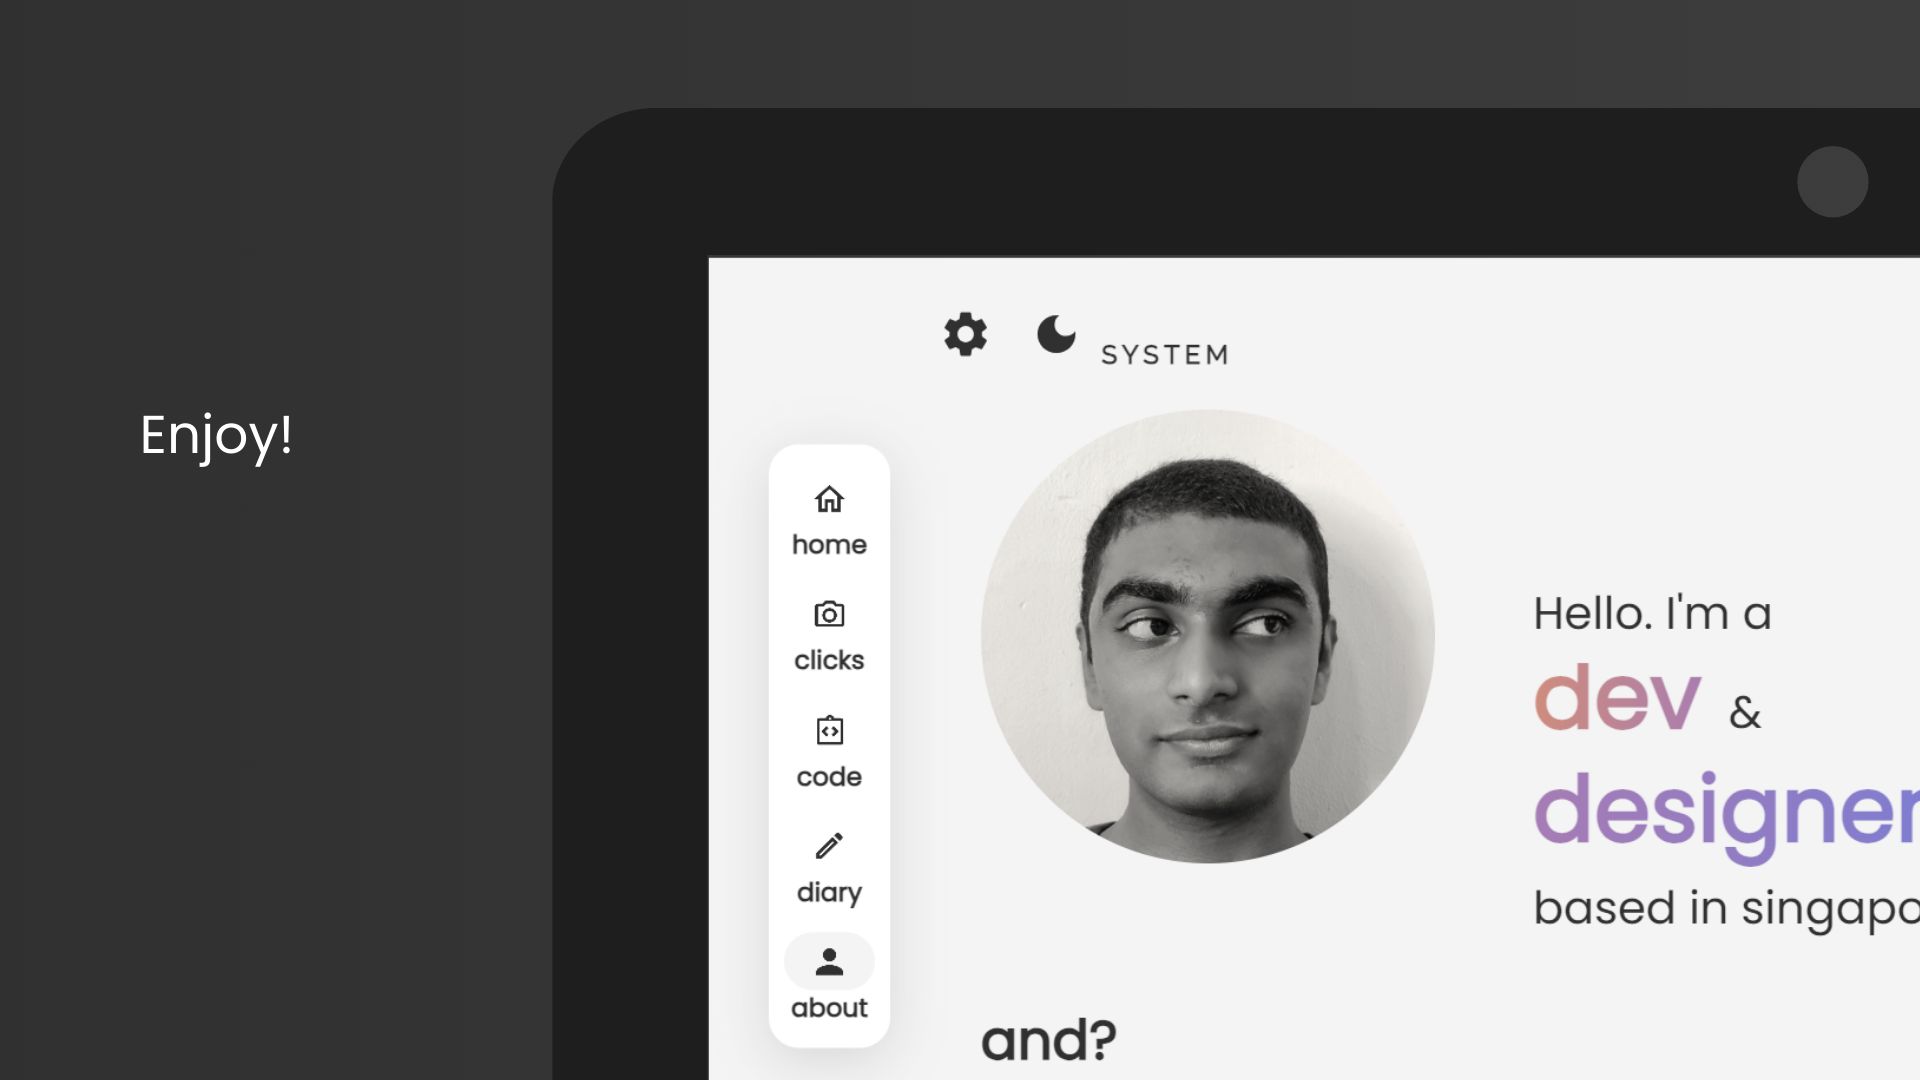 Enjoy!
SYSTEM
home
clicks
code
diary
about
Hello. I'm a
dev &
designer
based in singapo
and?